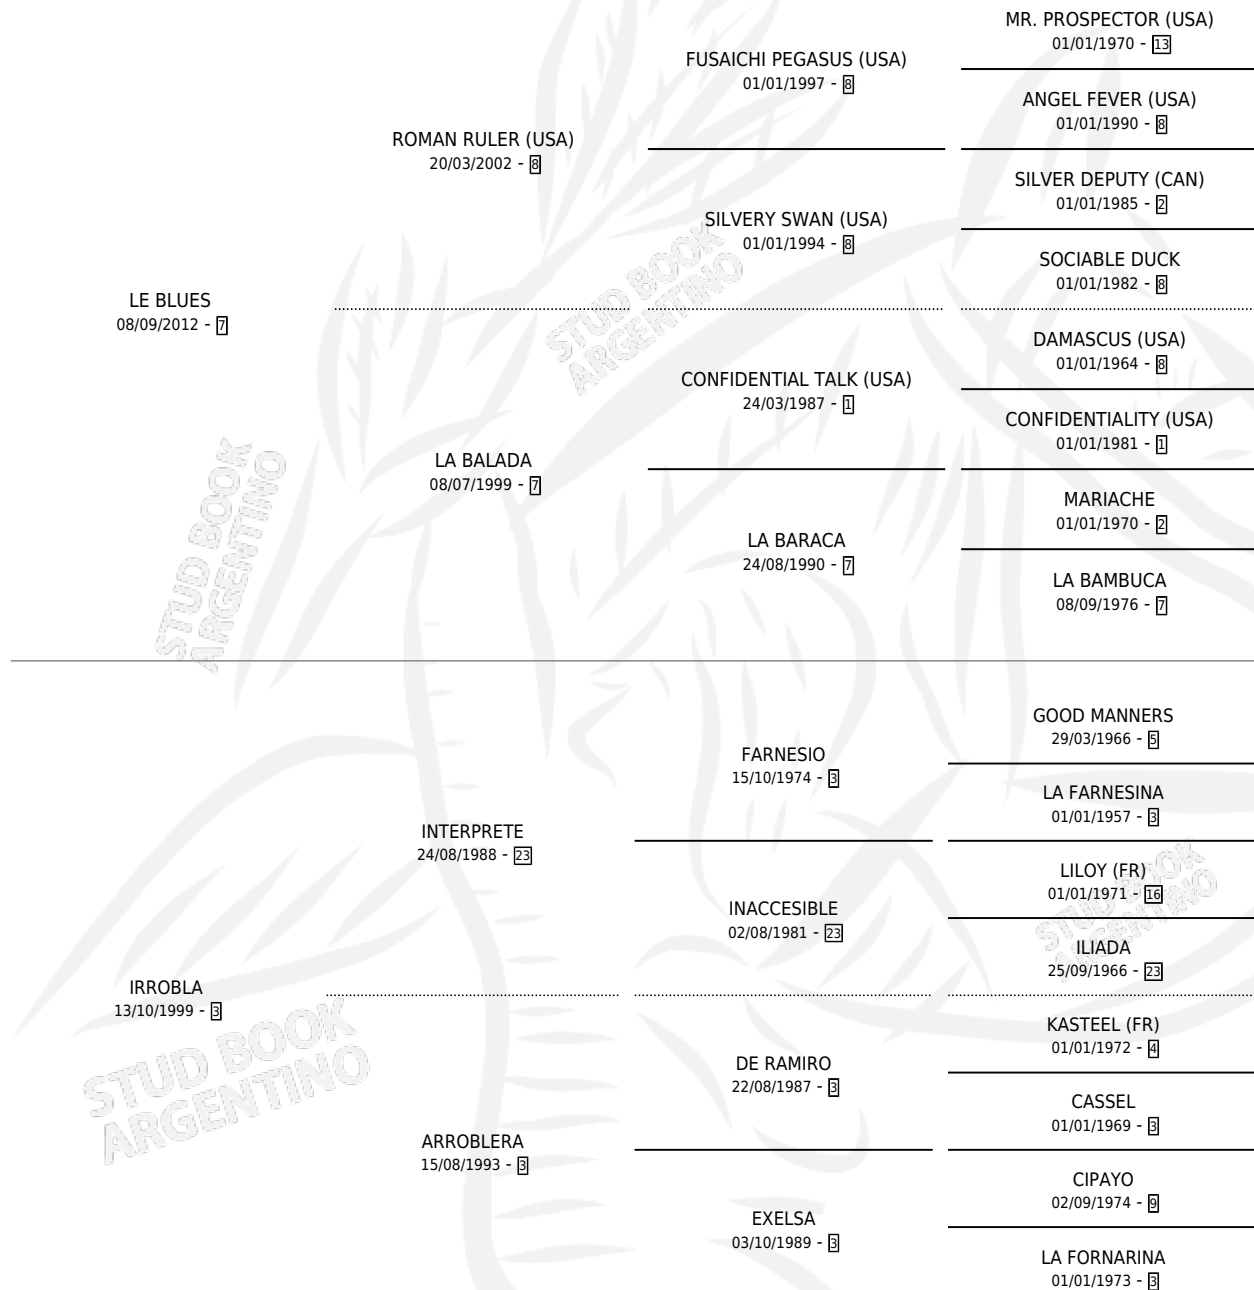 MR. PROSPECTOR (USA)
01/01/1970 - 13
FUSAICHI PEGASUS (USA)
01/01/1997 - 8
ANGEL FEVER (USA)
01/01/1990 - 8
ROMAN RULER (USA)
20/03/2002 - 8
SILVER DEPUTY (CAN)
01/01/1985 - 2
SILVERY SWAN (USA)
01/01/1994 - 8
SOCIABLE DUCK
01/01/1982 - 8
LE BLUES
08/09/2012 - 7
DAMASCUS (USA)
01/01/1964 - 8
CONFIDENTIAL TALK (USA)
24/03/1987 - 1
CONFIDENTIALITY (USA)
01/01/1981 - 1
LA BALADA
08/07/1999 - 7
MARIACHE
01/01/1970 - 2
LA BARACA
24/08/1990 - 7
LA BAMBUCA
08/09/1976 - 7
GOOD MANNERS
29/03/1966 - 5
FARNESIO
15/10/1974 - 3
LA FARNESINA
01/01/1957 - 3
INTERPRETE
24/08/1988 - 23
LILOY (FR)
01/01/1971 - 16
INACCESIBLE
02/08/1981 - 23
ILIADA
25/09/1966 - 23
IRROBLA
13/10/1999 - 3
KASTEEL (FR)
01/01/1972 - 4
DE RAMIRO
22/08/1987 - 3
CASSEL
01/01/1969 - 3
ARROBLERA
15/08/1993 - 3
CIPAYO
02/09/1974 - 9
EXELSA
03/10/1989 - 3
LA FORNARINA
01/01/1973 - 3
STUD BOOK
ARGENTINO
STUD BOOK
ARGENTINO
STUD BOOK
ARGENTINO
STUD BOOK
ARGENTINO